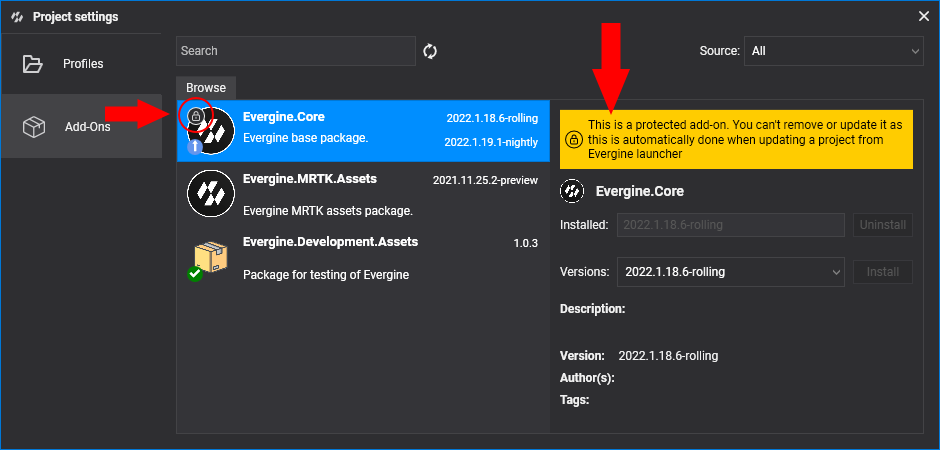 Project settings
Profiles
Add-Ons
Search
Source: All
Browse
Evergine.Core 2022.1.18.6-rolling
Evergine base package. 2022.1.19.1-nightly
Evergine.MRTK.Assets 2021.11.25.2-preview
Evergine MRTK assets package.
Evergine.Development.Assets 1.0.3
Package for testing of Evergine
This is a protected add-on. You can't remove or update it as
this is automatically done when updating a project from
Evergine launcher
Evergine.Core
Installed: 2022.1.18.6-rolling Uninstall
Versions: 2022.1.18.6-rolling Install
Description:
Version: 2022.1.18.6-rolling
Author(s):
Tags: